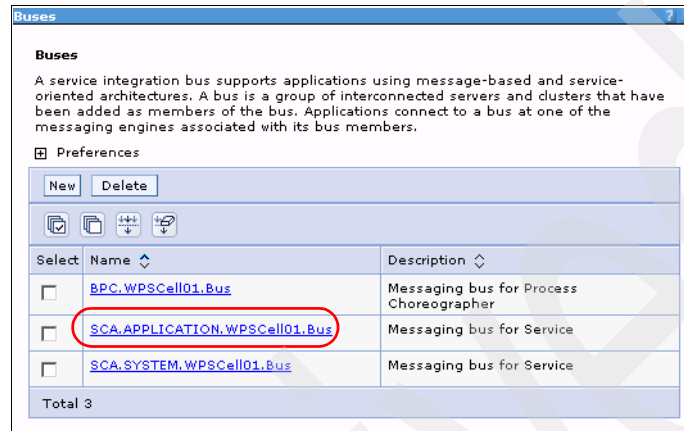 Buses ?
Buses
A service integration bus supports applications using message-based and service-
oriented architectures. A bus is a group of interconnected servers and clusters that have
been added as members of the bus. Applications connect to a bus at one of the
messaging engines associated with its bus members.
Preferences
New Delete
Select Name Description
BPC.WPSCell01.Bus Messaging bus for Process
Choreographer
SCA.APPLICATION.WPSCell01.Bus Messaging bus for Service
SCA.SYSTEM.WPSCell01.Bus Messaging bus for Service
Total 3